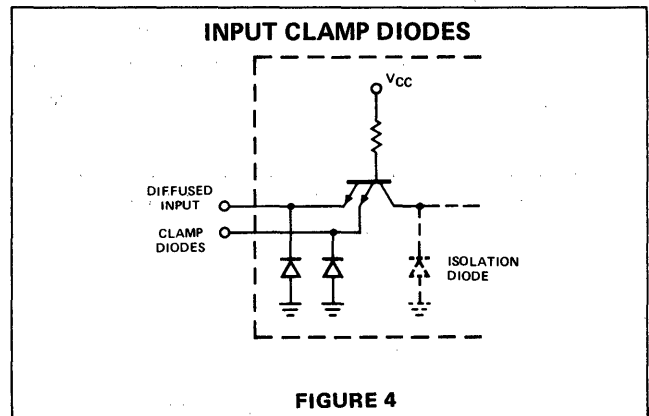 INPUT CLAMP DIODES
VCC
DIFFUSED
INPUT
CLAMP
DIODES
ISOLATION
DIODE
FIGURE 4